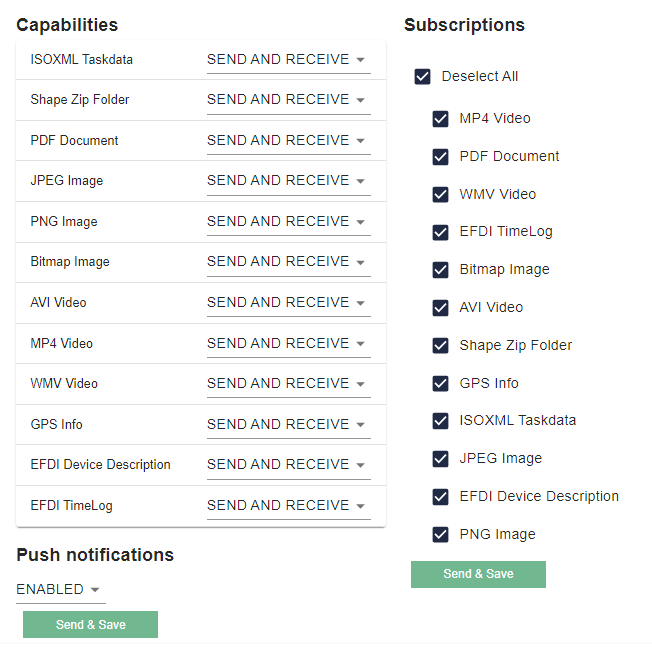 Capabilities
ISOXML Taskdata SEND AND RECEIVE
Shape Zip Folder SEND AND RECEIVE
PDF Document SEND AND RECEIVE
JPEG Image SEND AND RECEIVE
PNG Image SEND AND RECEIVE
Bitmap Image SEND AND RECEIVE
AVI Video SEND AND RECEIVE
MP4 Video SEND AND RECEIVE
WMV Video SEND AND RECEIVE
GPS Info SEND AND RECEIVE
EFDI Device Description SEND AND RECEIVE
EFDI TimeLog SEND AND RECEIVE
Push notifications
ENABLED
Send & Save
Subscriptions
Deselect All
MP4 Video
PDF Document
WMV Video
EFDI TimeLog
Bitmap Image
AVI Video
Shape Zip Folder
GPS Info
ISOXML Taskdata
JPEG Image
EFDI Device Description
PNG Image
Send & Save